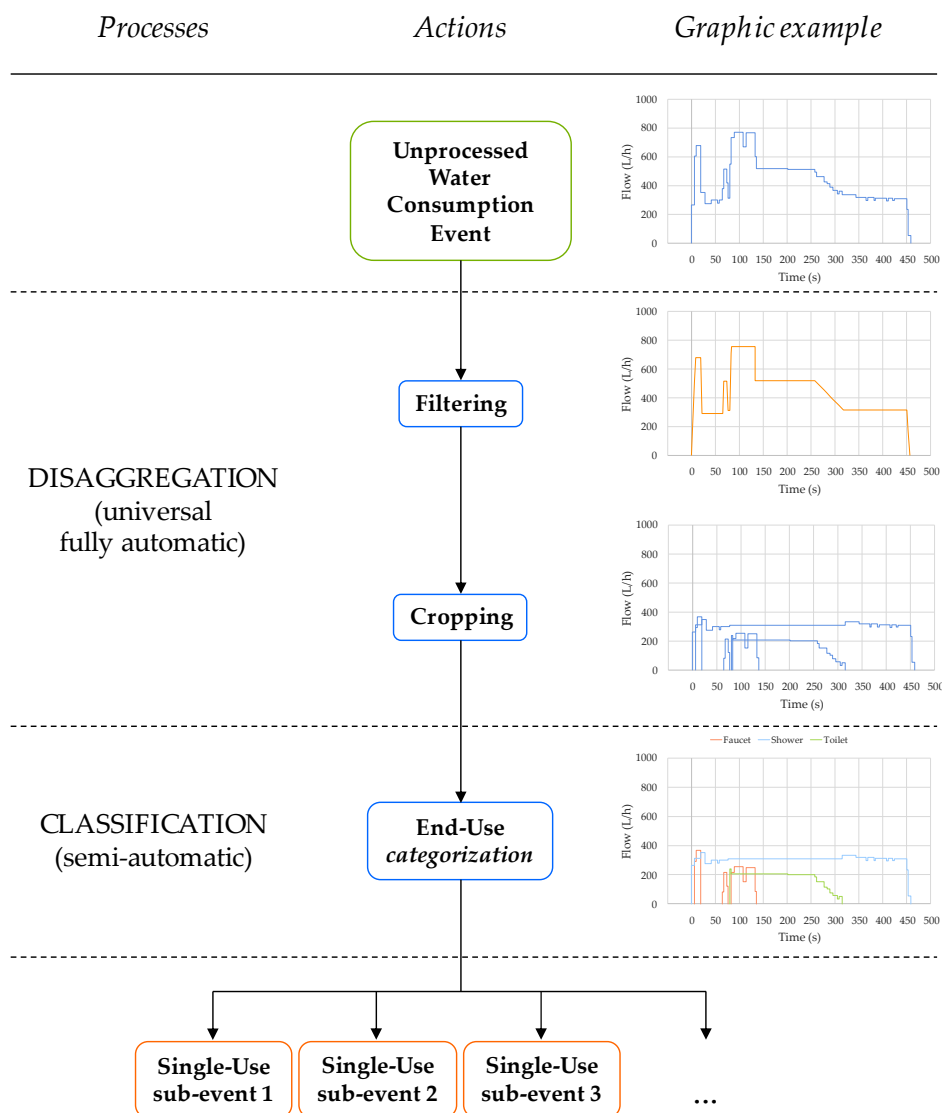 Processes Actions Graphic example
Unprocessed
Water
Consumption
Event
1000
800
600
400
200
0
Flow (L/h)
0 50 100 150 200 250 300 350 400 450 500
Time (s)
DISAGGREGATION
(universal
fully automatic)
Filtering
1000
800
600
400
200
0
Flow (L/h)
0 50 100 150 200 250 300 350 400 450 500
Time (s)
Cropping
1000
800
600
400
200
0
Flow (L/h)
0 50 100 150 200 250 300 350 400 450 500
Time (s)
CLASSIFICATION
(semi-automatic)
End-Use
categorization
Faucet Shower Toilet
1000
800
600
400
200
0
Flow (L/h)
0 50 100 150 200 250 300 350 400 450 500
Time (s)
Single-Use
sub-event 1
Single-Use
sub-event 2
Single-Use
sub-event 3
...